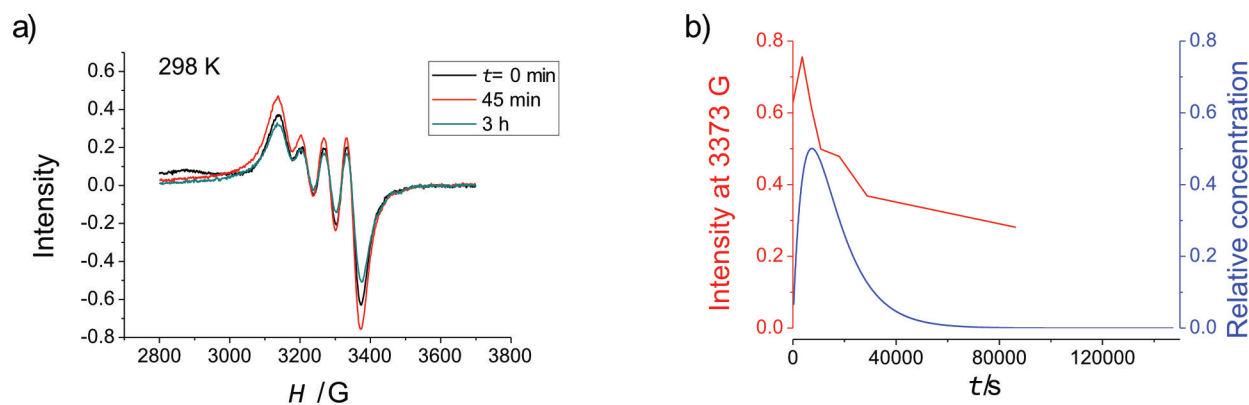 a)
298 K
t= 0 min
45 min
3 h
Intensity
0.6
0.4
0.2
0.0
-0.2
-0.4
-0.6
-0.8
2800 3000 3200 3400 3600 3800
H /G
b)
Intensity at 3373 G
0.8
0.6
0.4
0.2
0.0
0 40000 80000 120000
t/s
0.8
0.6
0.4
0.2
0.0
Relative concentration